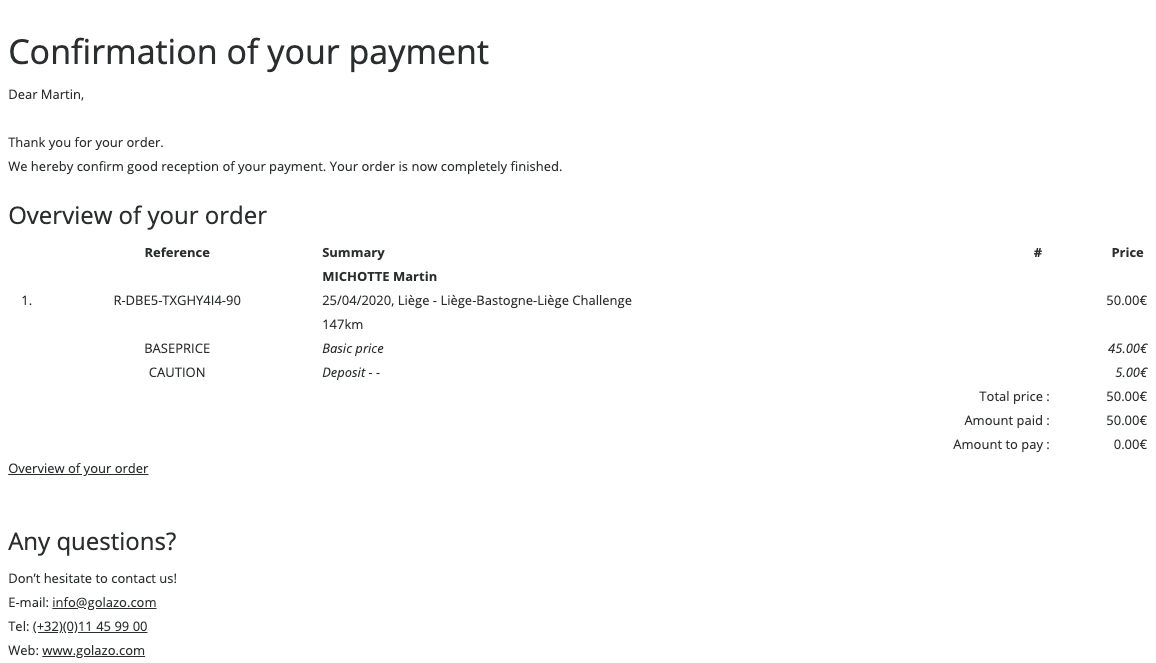 Confirmation of your payment
Dear Martin,
Thank you for your order.
We hereby confirm good reception of your payment. Your order is now completely finished.
Overview of your order
Reference Summary # Price
MICHOTTE Martin
1. R-DBE5-TXGHY4I4-90 25/04/2020, Liège - Liège-Bastogne-Liège Challenge 50.00€
147km
BASEPRICE Basic price 45.00€
CAUTION Deposit - - 5.00€
Total price : 50.00€
Amount paid : 50.00€
Amount to pay : 0.00€
Overview of your order
Any questions?
Don’t hesitate to contact us!
E-mail: info@golazo.com
Tel: (+32)(0)11 45 99 00
Web: www.golazo.com